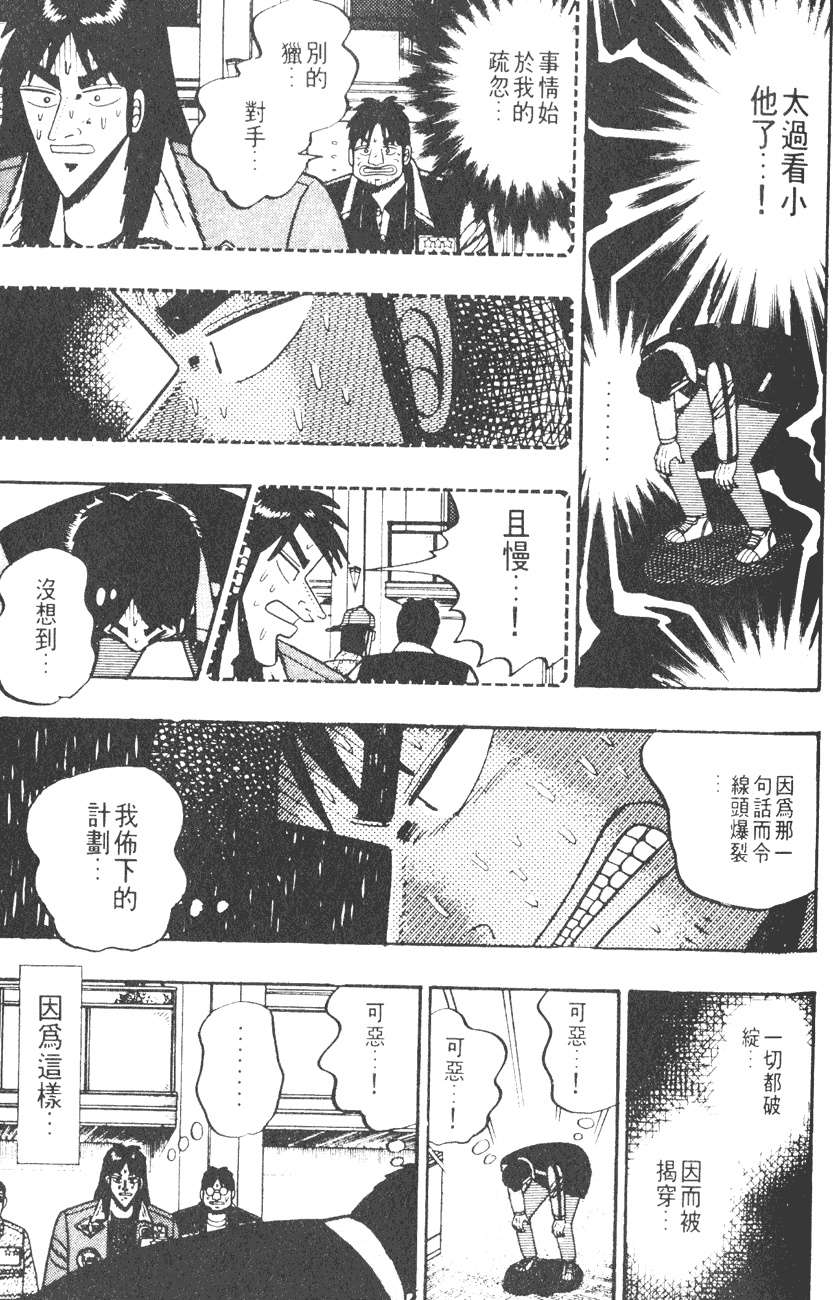 太過看小
他了…！
………
事情始
於我的
疏忽…
別的
獵…
對手…
且慢…！
沒想到…
因爲那一
句話而令
線頭爆裂
…
我佈下的
計劃…
一切都破
綻…
因而被
揭穿…
可惡…！
可惡…！
可惡…！
………
因爲這樣…